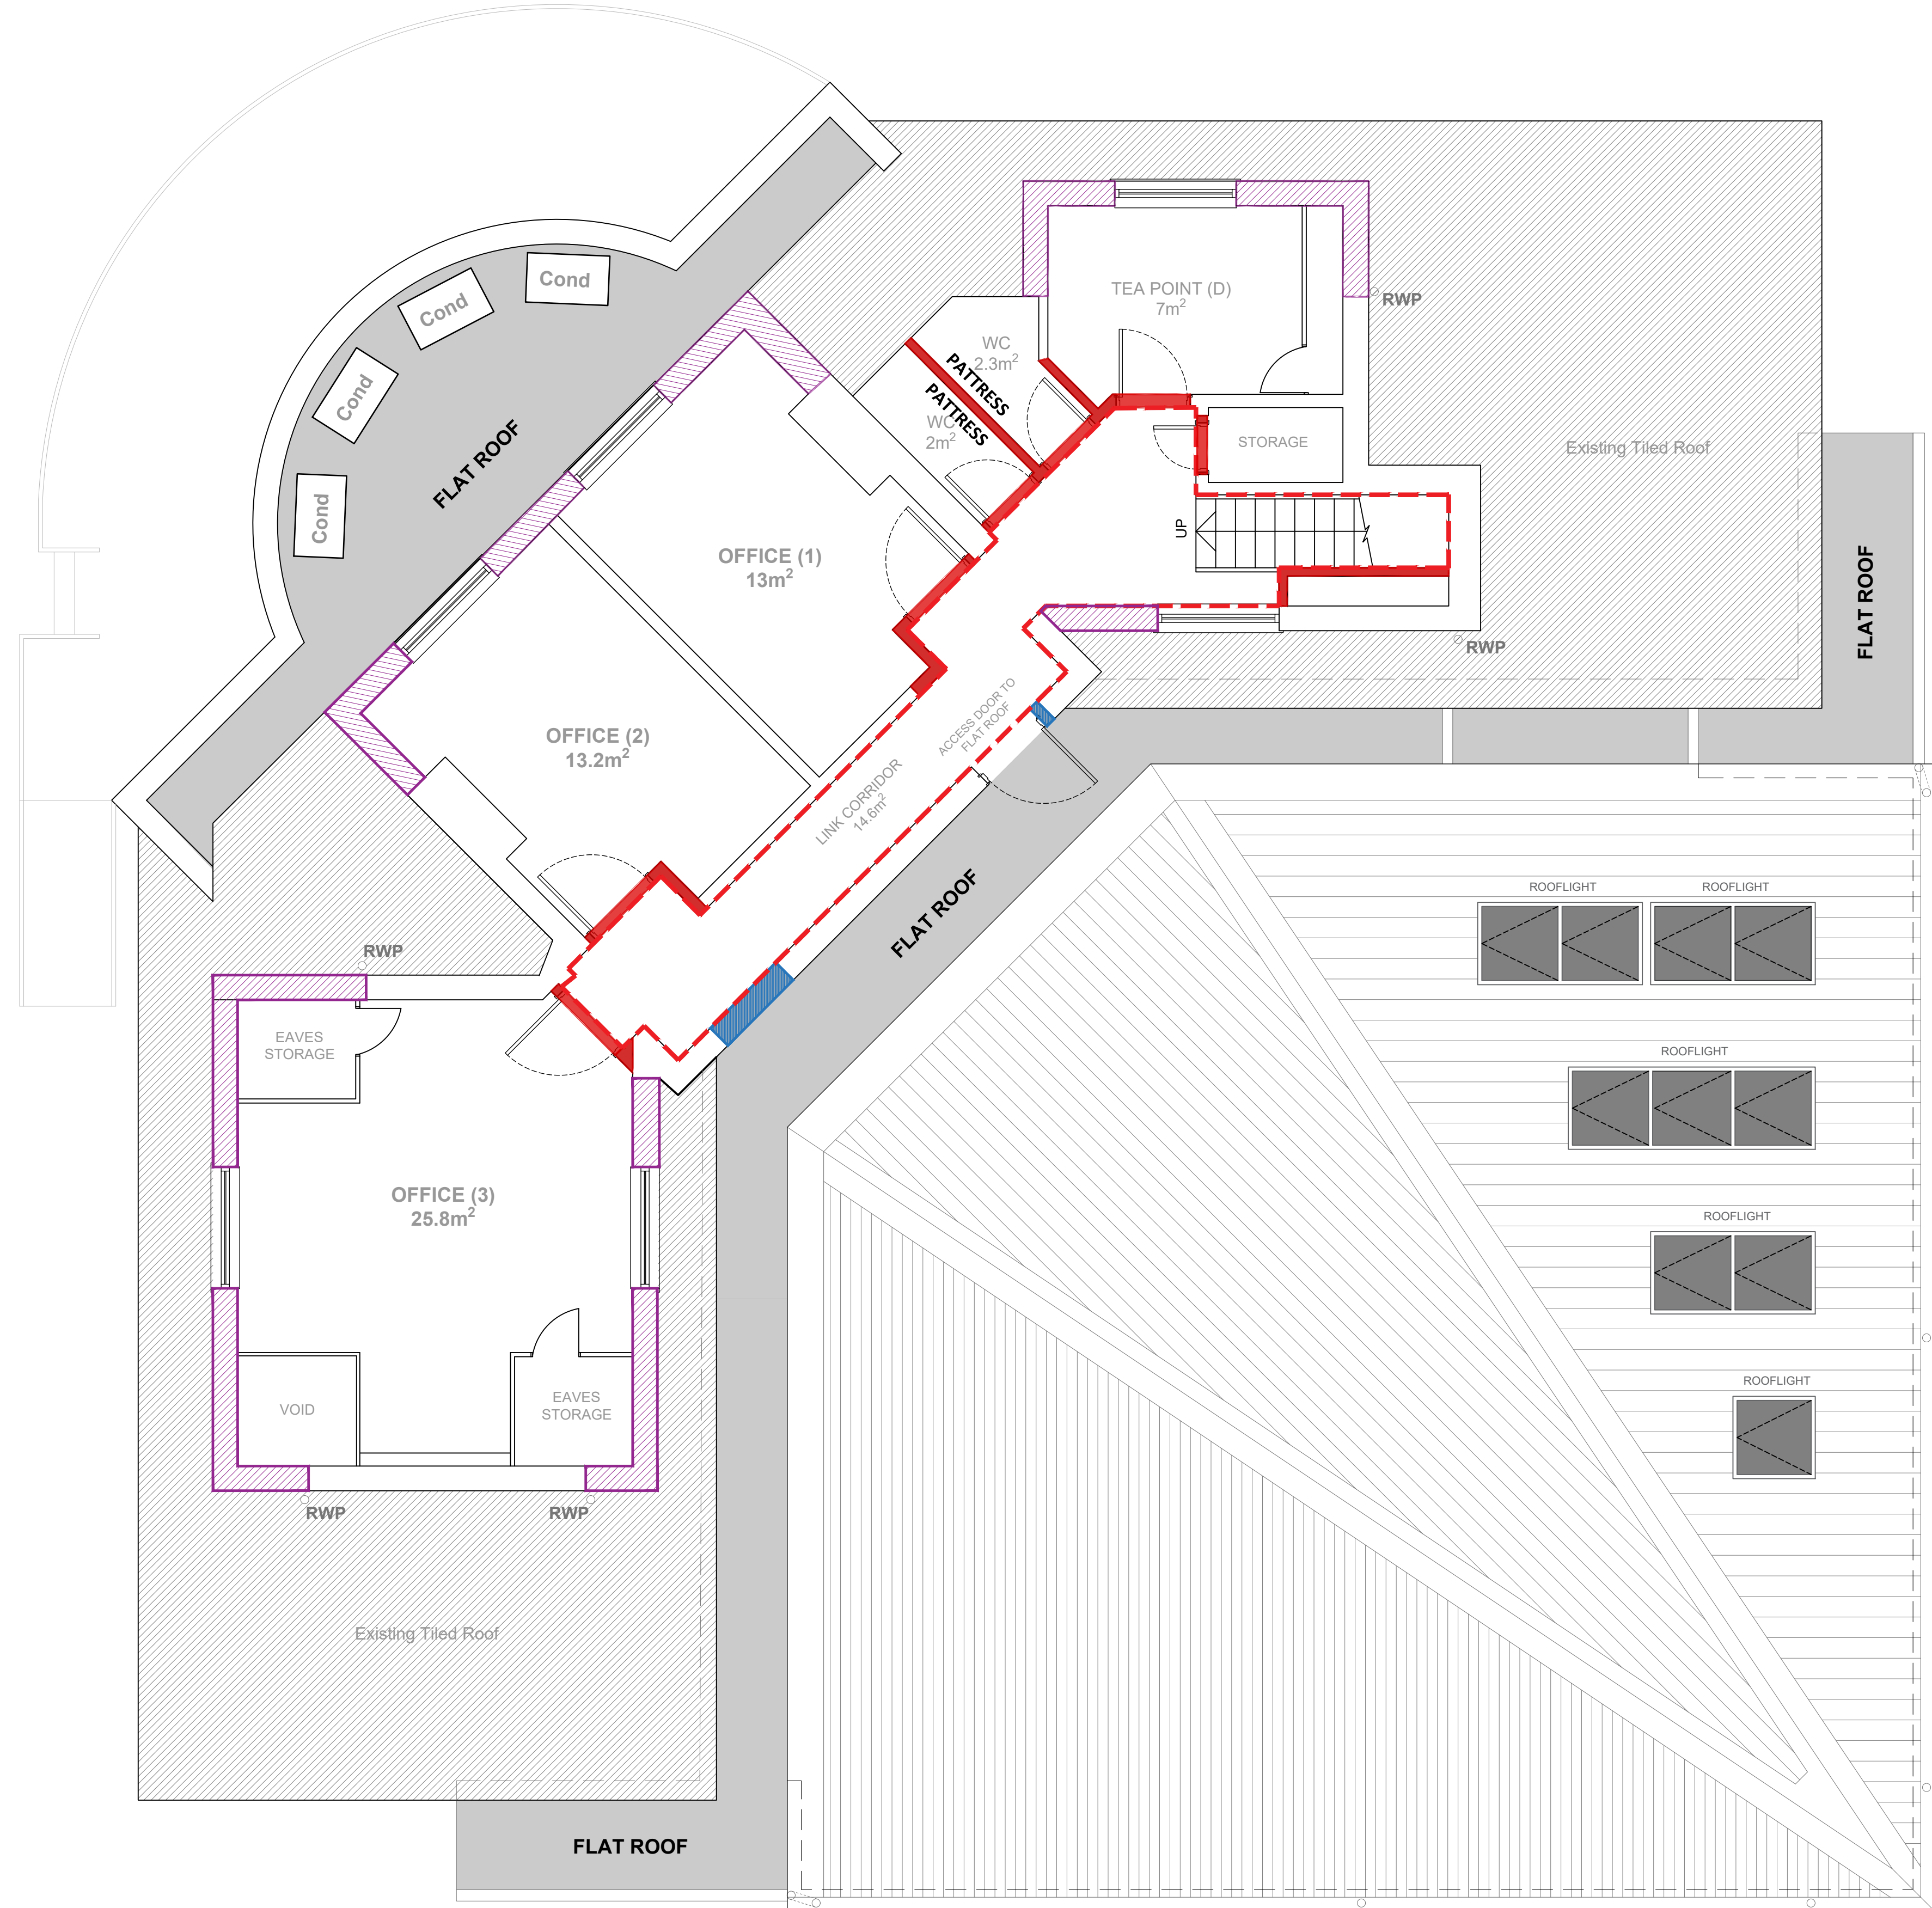 Cond
Cond
Cond
Cond
FLAT ROOF
TEA POINT (D)
7m²
RWP
WC
2.3m²
PATTRESS
PATTRESS
WC
2m²
STORAGE
Existing Tiled Roof
UP
OFFICE (1)
13m²
FLAT ROOF
RWP
ACCESS DOOR TO
FLAT ROOF
OFFICE (2)
13.2m²
LINK CORRIDOR
14.6m²
FLAT ROOF
ROOFLIGHT
ROOFLIGHT
RWP
EAVES
STORAGE
ROOFLIGHT
OFFICE (3)
25.8m²
ROOFLIGHT
VOID
EAVES
STORAGE
ROOFLIGHT
RWP
RWP
Existing Tiled Roof
FLAT ROOF